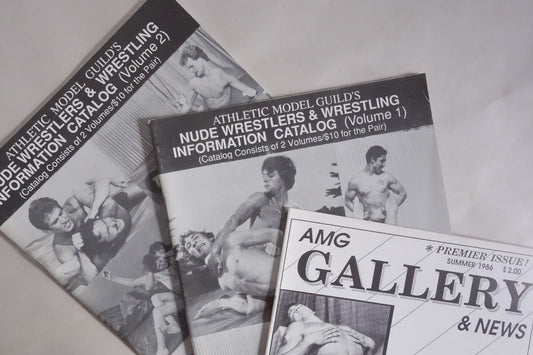 ATHLETIC MODEL GUILD'S
NUDE WRESTLERS & WRESTLING
INFORMATION CATALOG (Volume 2)
(Catalog Consists of 2 Volumes/$10 for the Pair)
ATHLETIC MODEL GUILD'S
NUDE WRESTLERS & WRESTLING
INFORMATION CATALOG (Volume 1)
(Catalog Consists of 2 Volumes/$10 for the Pair)
AMG
* PREMIER ISSUE!
SUMMER 1986 $2.00
GALLERY
& NEWS